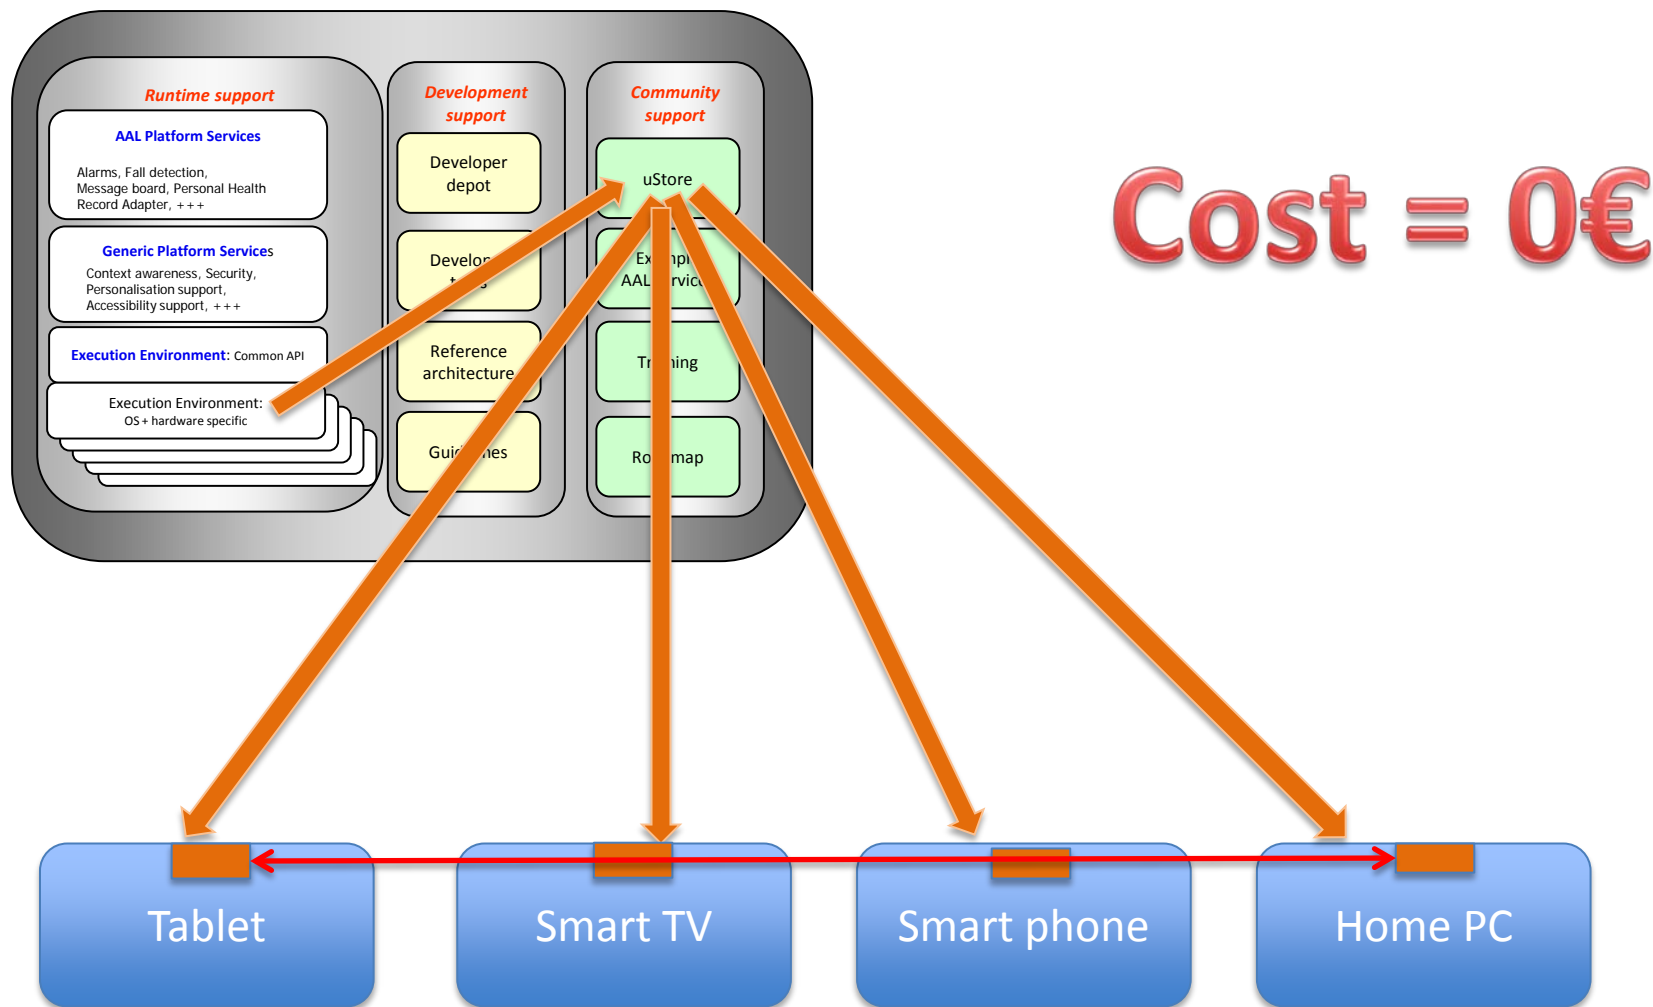 Runtime support
AAL Platform Services
Alarms, Fall detection,
Message board, Personal Health
Record Adapter, +++
Generic Platform Services
Context awareness, Security,
Personalisation support,
Accessibility support, +++
Execution Environment: Common API
Execution Environment:
OS + hardware specific
Development
support
Developer
depot
Reference
architecture
Community
support
uStore
AAL
Cost = 0€
Tablet
Smart TV
Smart phone
Home PC